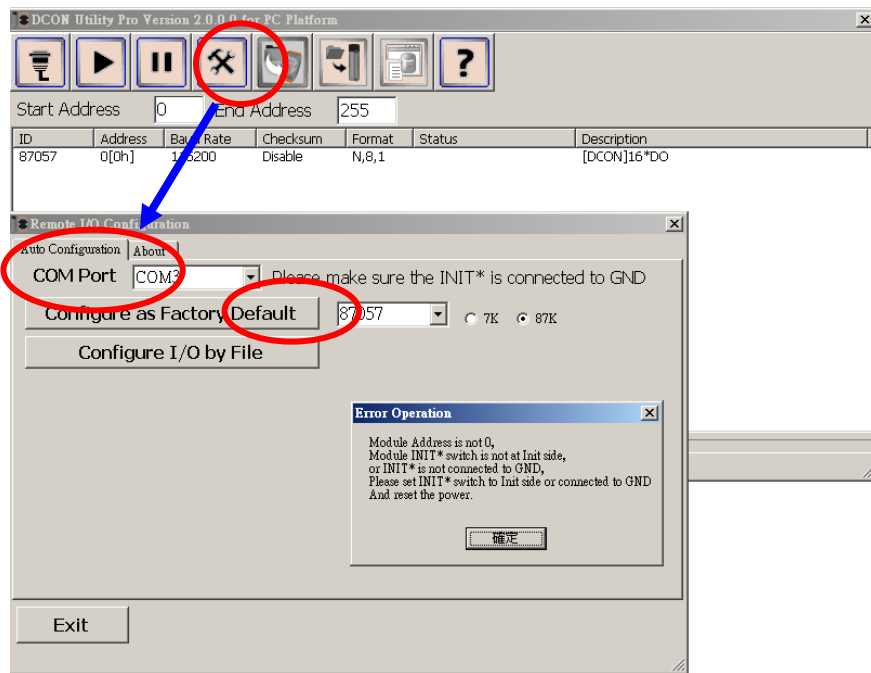 DCON Utility Pro Version 2.0.0.0 for PC Platform
Start Address 0 End Address 255
ID Address Baud Rate Checksum Format Status Description
87057 0[0h] 115200 Disable N,8,1 [DCON]16*DO
Remote I/O Configuration
Auto Configuration About
COM Port COM3 Please make sure the INIT* is connected to GND
Configure as Factory Default 87057 7K 87K
Configure I/O by File
Error Operation
Module Address is not 0,
Module INIT* switch is not at Init side,
or INIT* is not connected to GND,
Please set INIT* switch to Init side or connected to GND
And reset the power.
確定
Exit